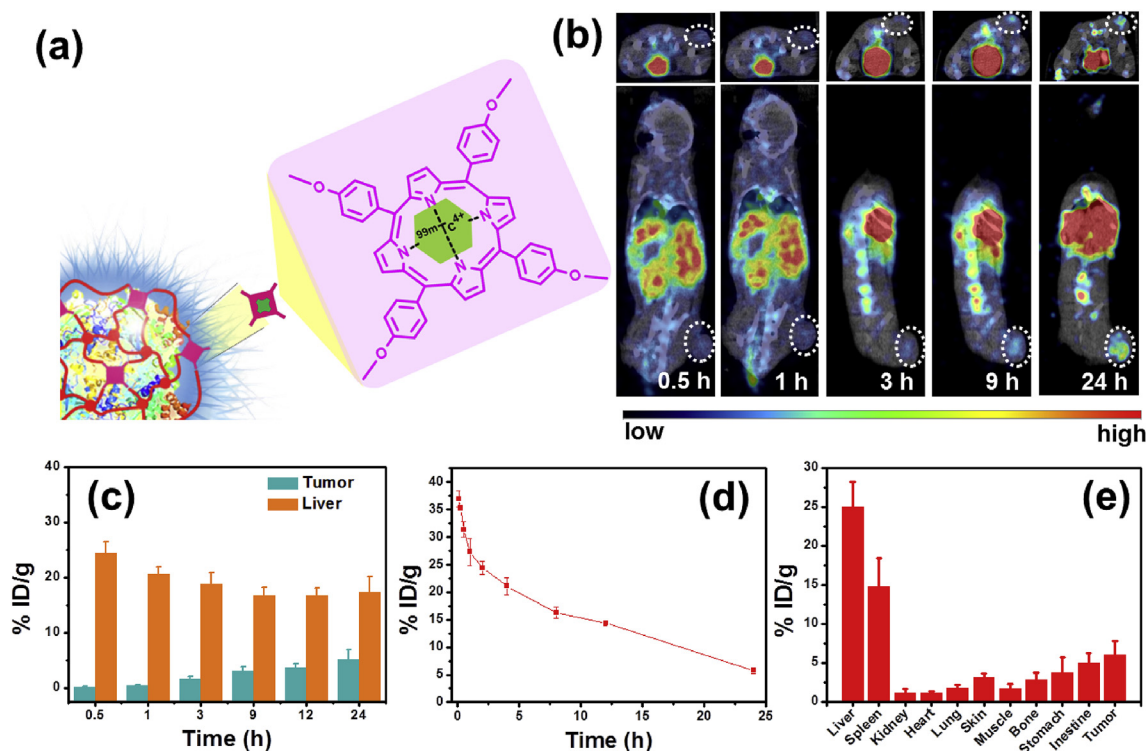 (a)
O
O
O
O
N
N
N
N
99mTc4+
(b)
0.5 h 1 h 3 h 9 h 24 h
low high
(c)
Tumor
Liver
% ID/g
40
30
20
10
0
0.5 1 3 9 12 24
Time (h)
(d)
% ID/g
40
35
30
25
20
15
10
5
0
0 5 10 15 20 25
Time (h)
(e)
% ID/g
30
25
20
15
10
5
0
Liver
Spleen
Kidney
Heart
Lung
Skin
Muscle
Bone
Stomach
Inestine
Tumor